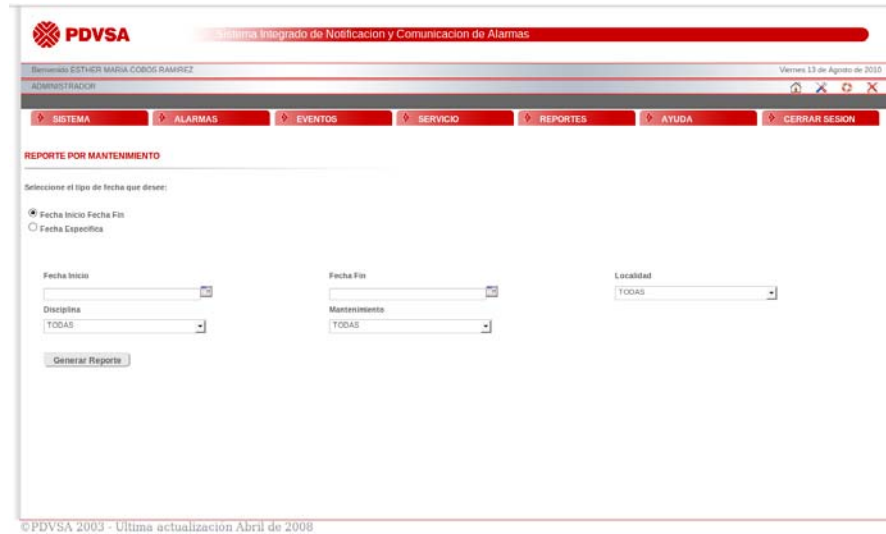 PDVSA
Sistema Integrado de Notificacion y Comunicacion de Alarmas
Bienvenido ESTHER MARIA COBOS RAMIREZ
Viernes 13 de Agosto de 2010
ADMINISTRADOR
SISTEMA ALARMAS EVENTOS SERVICIO REPORTES AYUDA CERRAR SESION
REPORTE POR MANTENIMIENTO
Seleccione el tipo de fecha que desee:
Fecha Inicio Fecha Fin
Fecha Especifica
Fecha Inicio Fecha Fin Localidad
TODAS
Disciplina Mantenimiento
TODAS TODAS
Generar Reporte
©PDVSA 2003 - Ultima actualización Abril de 2008